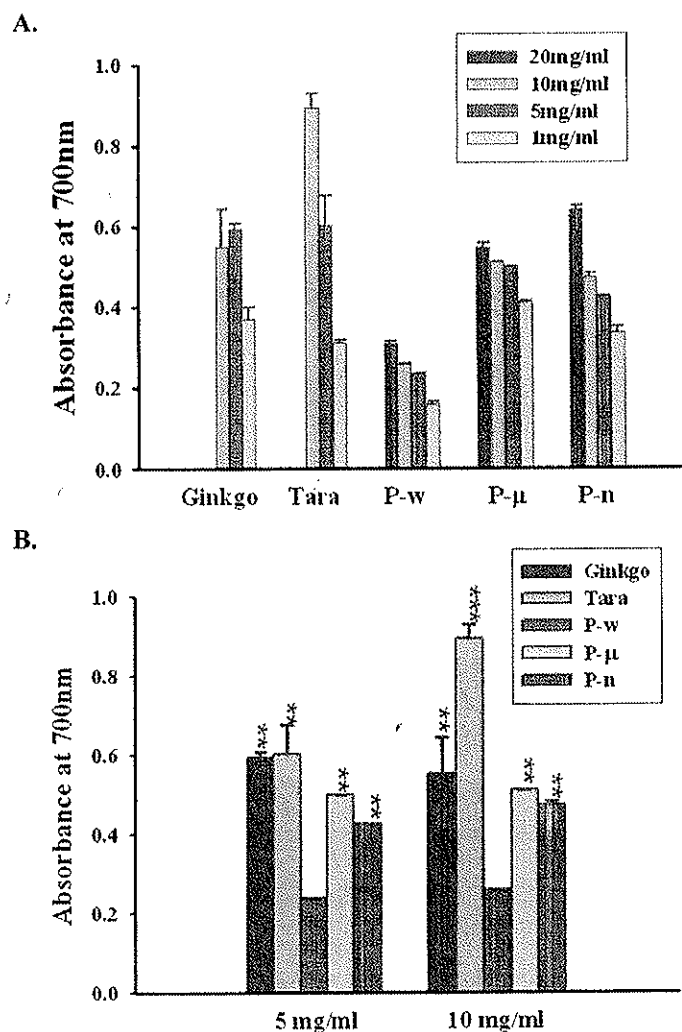 A.
20mg/ml
10mg/ml
5mg/ml
1mg/ml
Absorbance at 700nm
1.0
0.8
0.6
0.4
0.2
0.0
Ginkgo Tara P-w P-μ P-n
B.
Ginkgo
Tara
P-w
P-μ
P-n
Absorbance at 700nm
1.0
0.8
0.6
0.4
0.2
0.0
** ** ** ** ** *** ** **
5 mg/ml 10 mg/ml